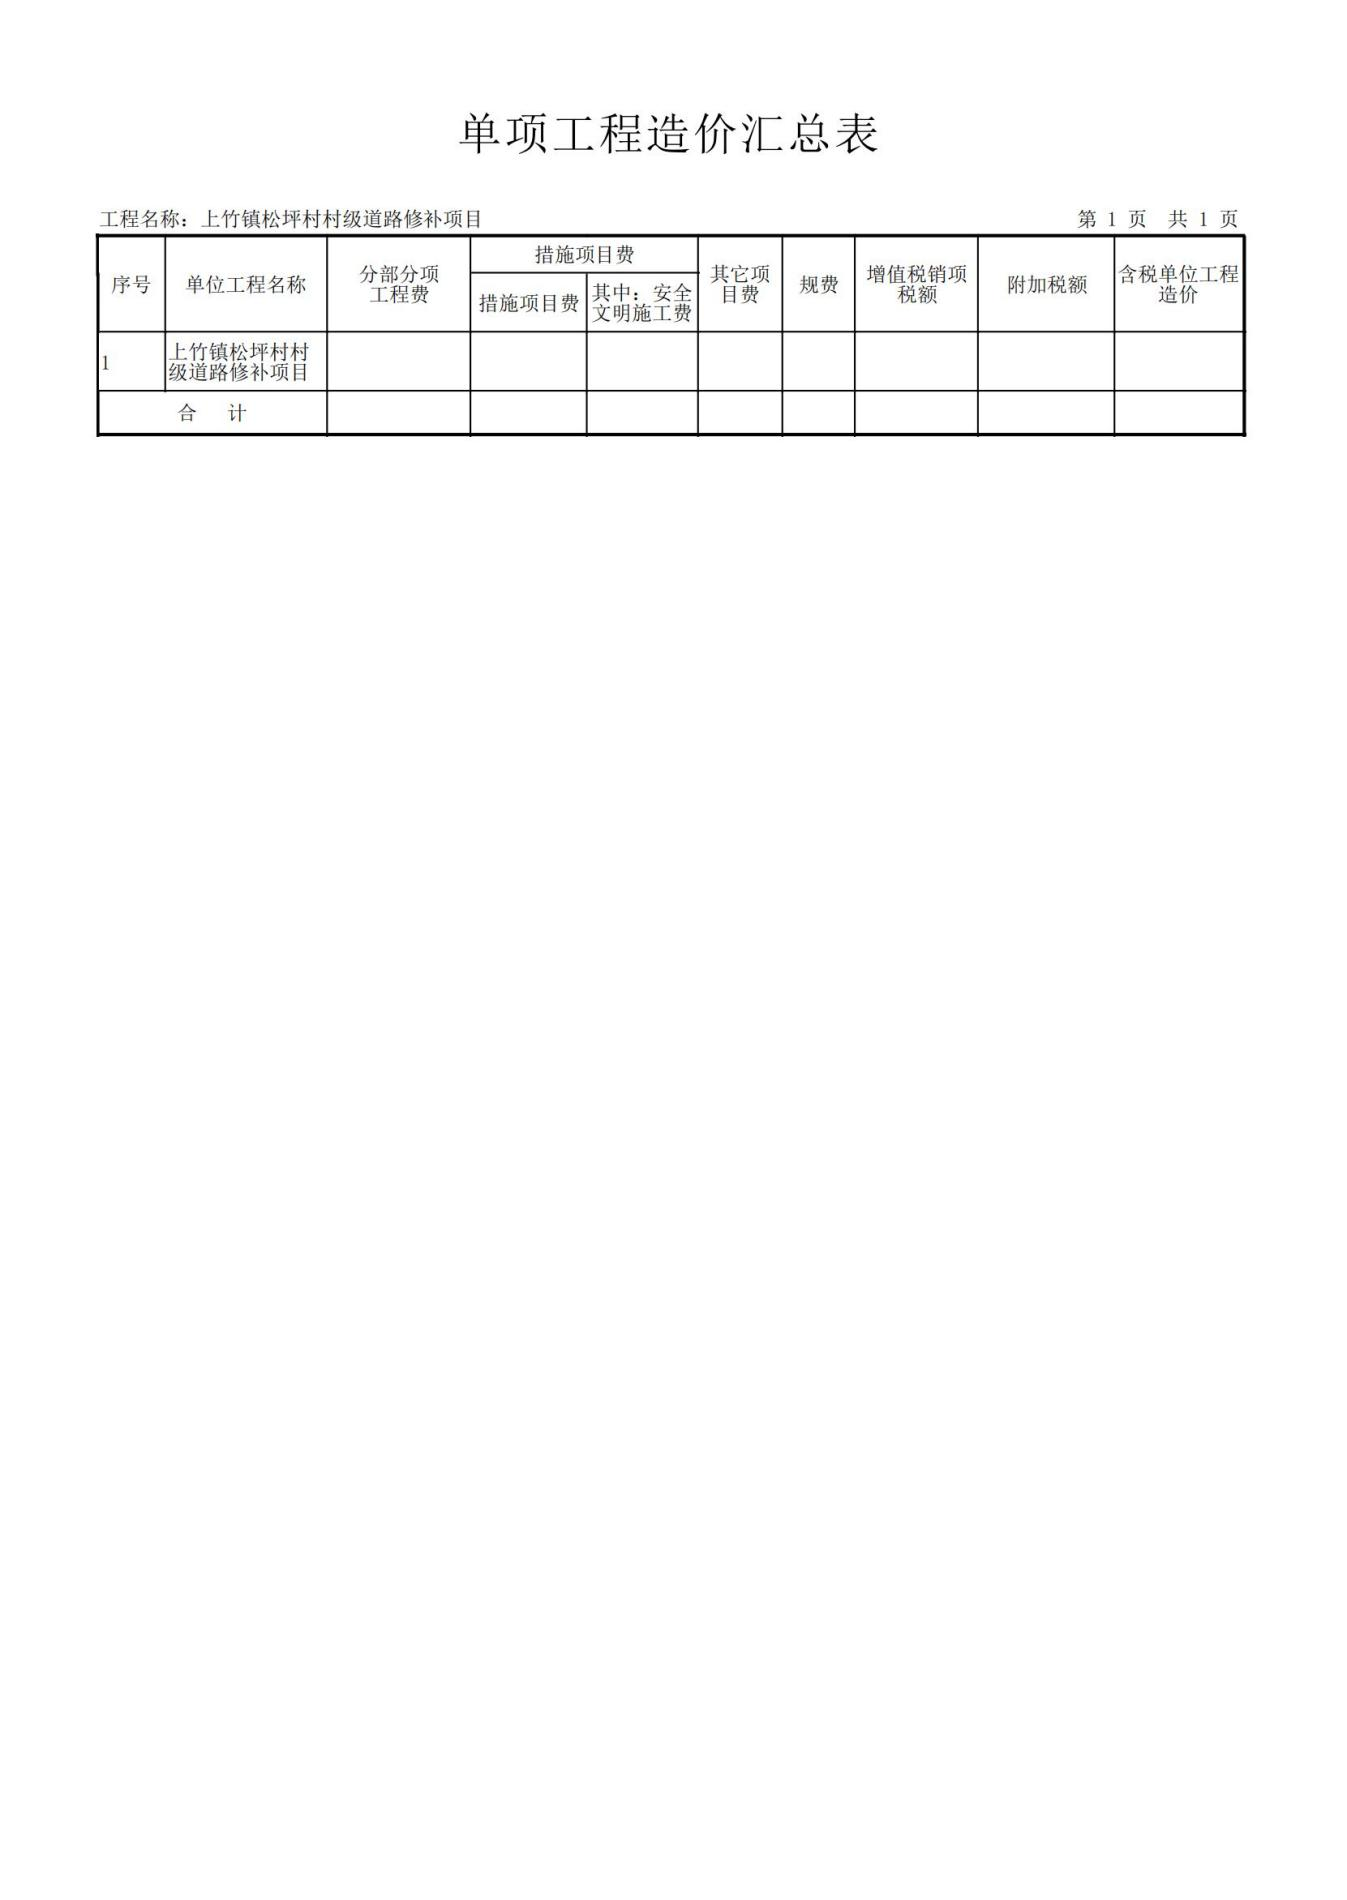 单项工程造价汇总表
工程名称：上竹镇松坪村村级道路修补项目 第 1 页 共 1 页
序号
单位工程名称
分部分项
工程费
措施项目费
措施项目费
其中：安全
文明施工费
其它项
目费
规费
增值税销项
税额
附加税额
含税单位工程
造价
1
上竹镇松坪村村
级道路修补项目
合 计